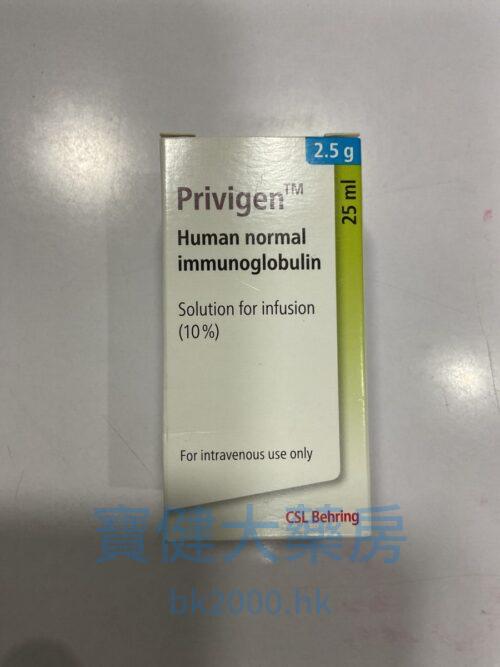 2.5 g
25 ml
Privigen™
Human normal
immunoglobulin
Solution for infusion
(10%)
For intravenous use only
CSL Behring
寶健大藥房
bk2000.hk